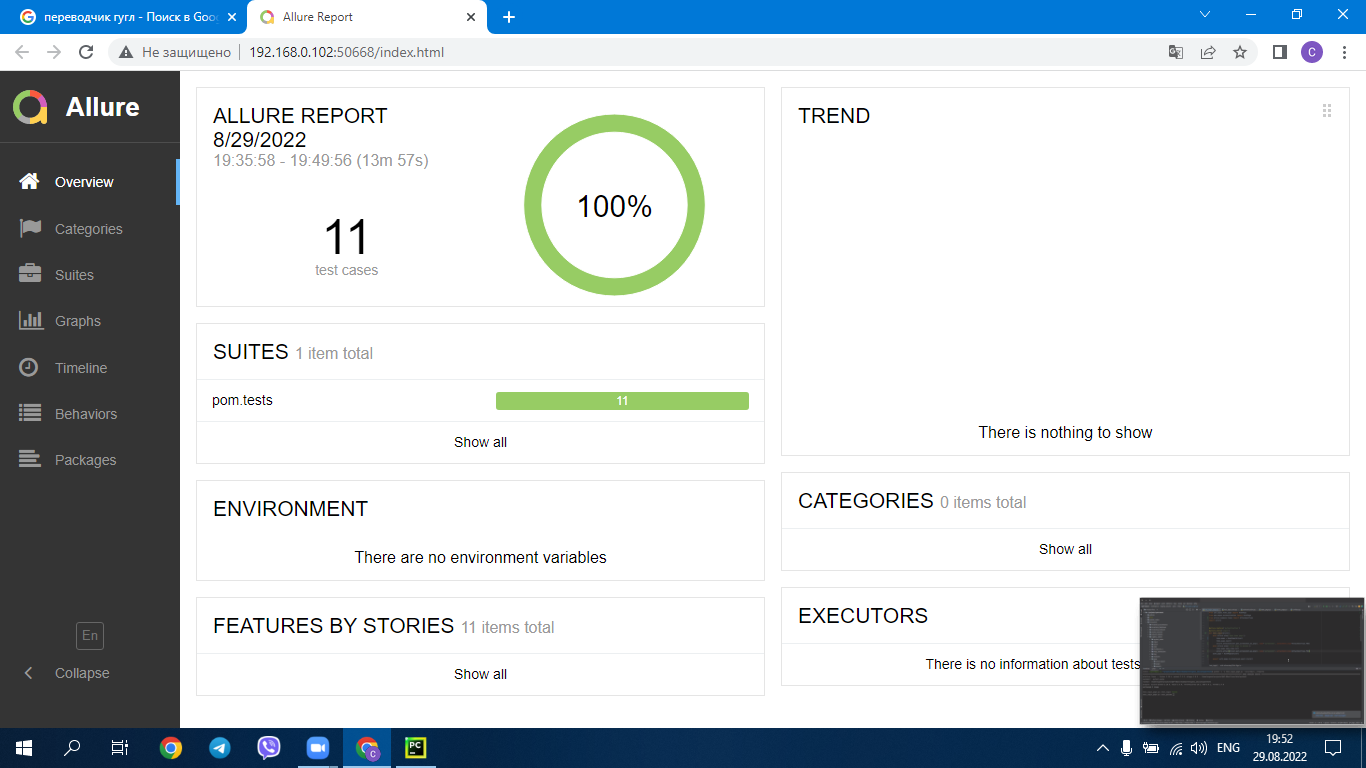 переводчик гугл - Поиск в Goog
Allure Report
Не защищено
192.168.0.102:50668/index.html
C
Allure
Overview
Categories
Suites
Graphs
Timeline
Behaviors
Packages
En
Collapse
ALLURE REPORT
8/29/2022
19:35:58 - 19:49:56 (13m 57s)
11
test cases
100%
SUITES 1 item total
pom.tests
11
Show all
ENVIRONMENT
There are no environment variables
FEATURES BY STORIES 11 items total
Show all
TREND
There is nothing to show
CATEGORIES 0 items total
Show all
EXECUTORS
There is no information about tests
C
PC
ENG
19:52
29.08.2022